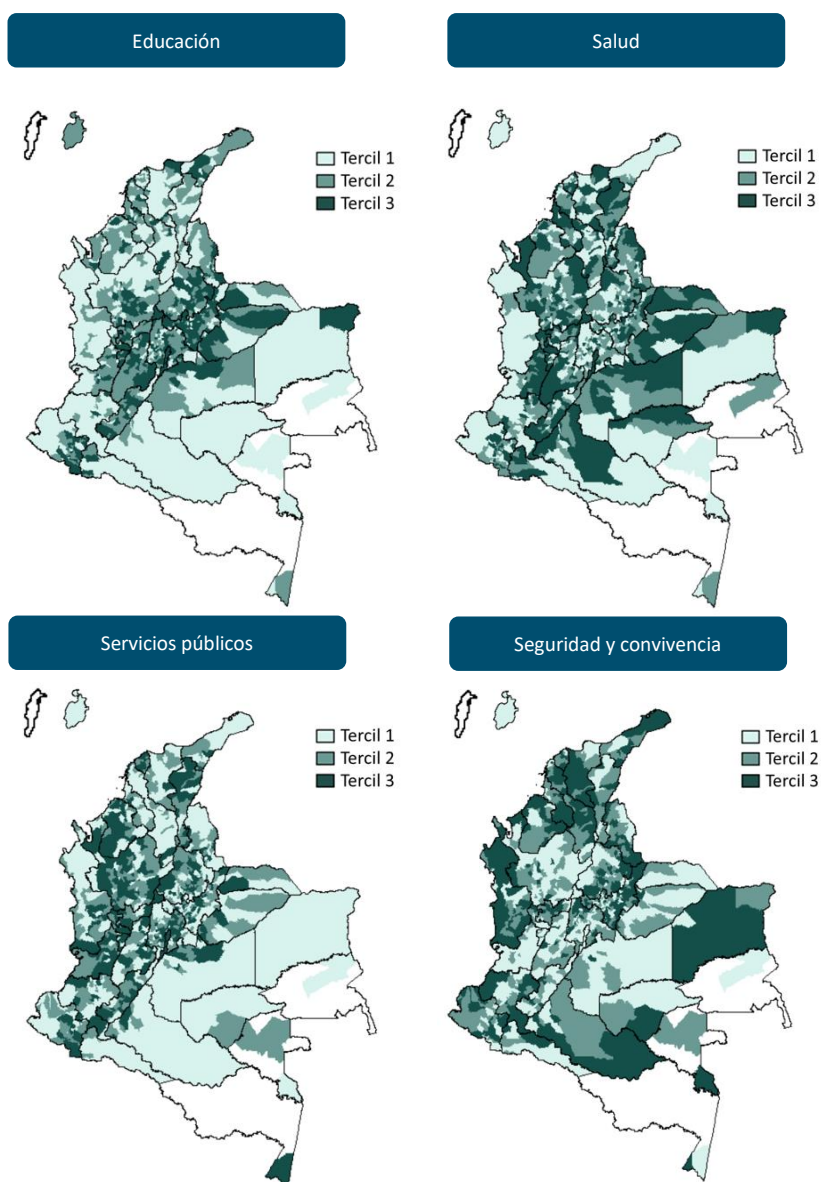 Educación
Salud
Tercil 1
Tercil 2
Tercil 3
Tercil 1
Tercil 2
Tercil 3
Servicios públicos
Seguridad y convivencia
Tercil 1
Tercil 2
Tercil 3
Tercil 1
Tercil 2
Tercil 3